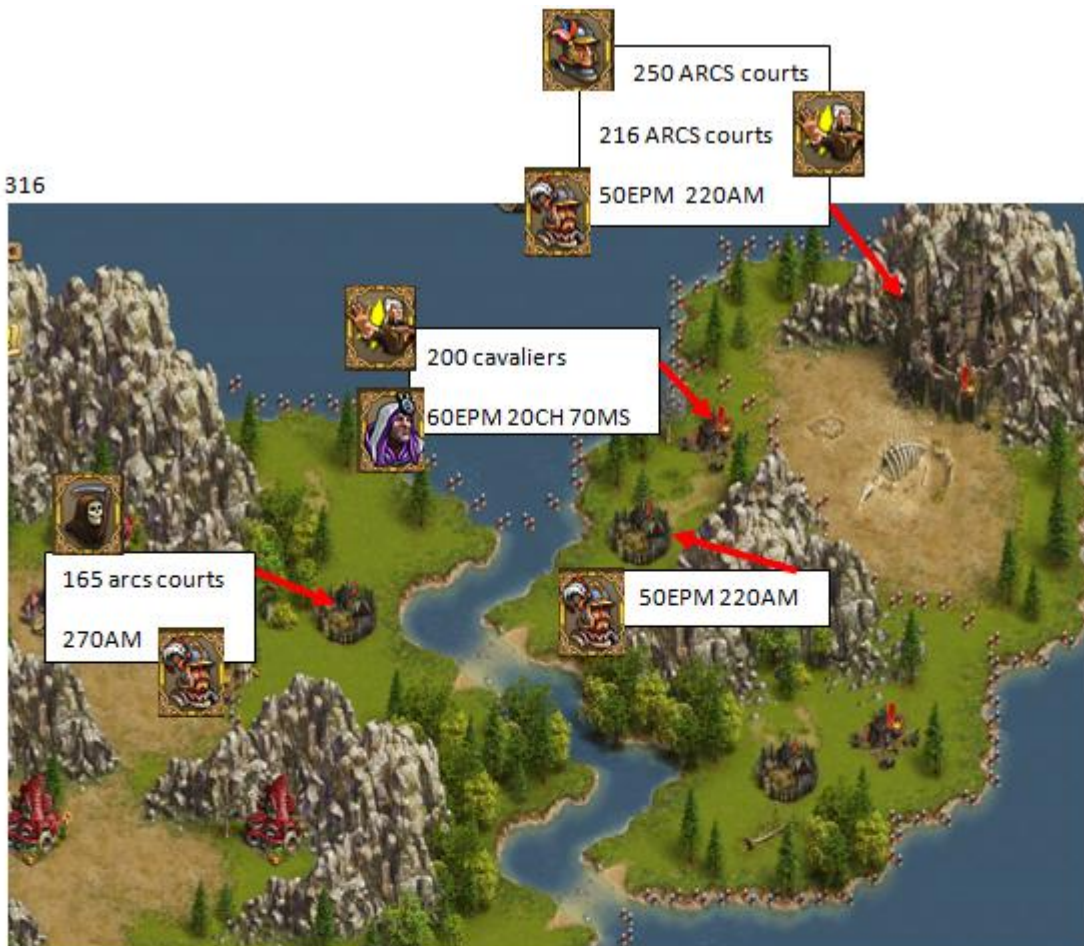 250 ARCS courts
216 ARCS courts
50EPM 220AM
316
200 cavaliers
60EPM 20CH 70MS
165 arcs courts
270AM
50EPM 220AM